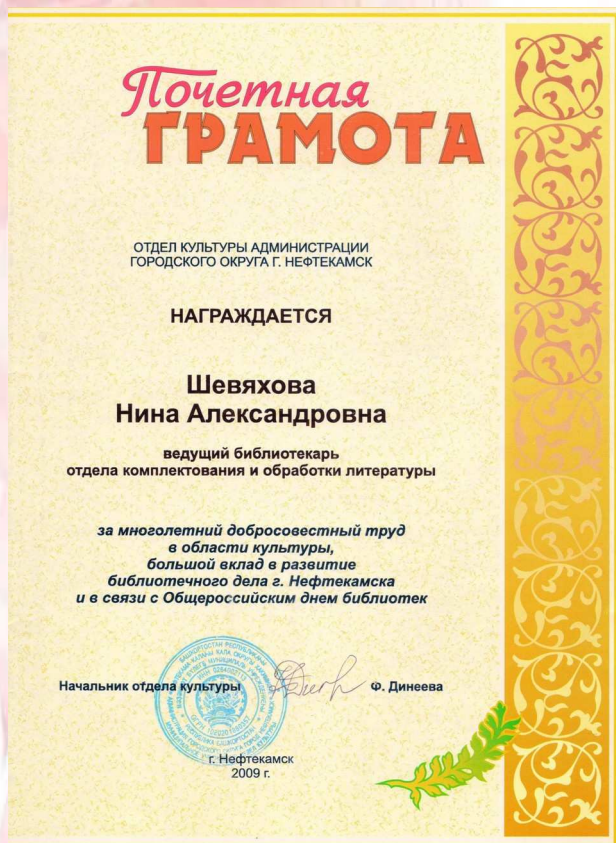 Почетная
ГРАМОТА
ОТДЕЛ КУЛЬТУРЫ АДМИНИСТРАЦИИ
ГОРОДСКОГО ОКРУГА Г. НЕФТЕКАМСК
НАГРАЖДАЕТСЯ
Шевяхова
Нина Александровна
ведущий библиотекарь
отдела комплектования и обработки литературы
за многолетний добросовестный труд
в области культуры,
большой вклад в развитие
библиотечного дела г. Нефтекамска
и в связи с Общероссийским днем библиотек
Начальник отдела культуры Ф. Динеева
г. Нефтекамск
2009 г.